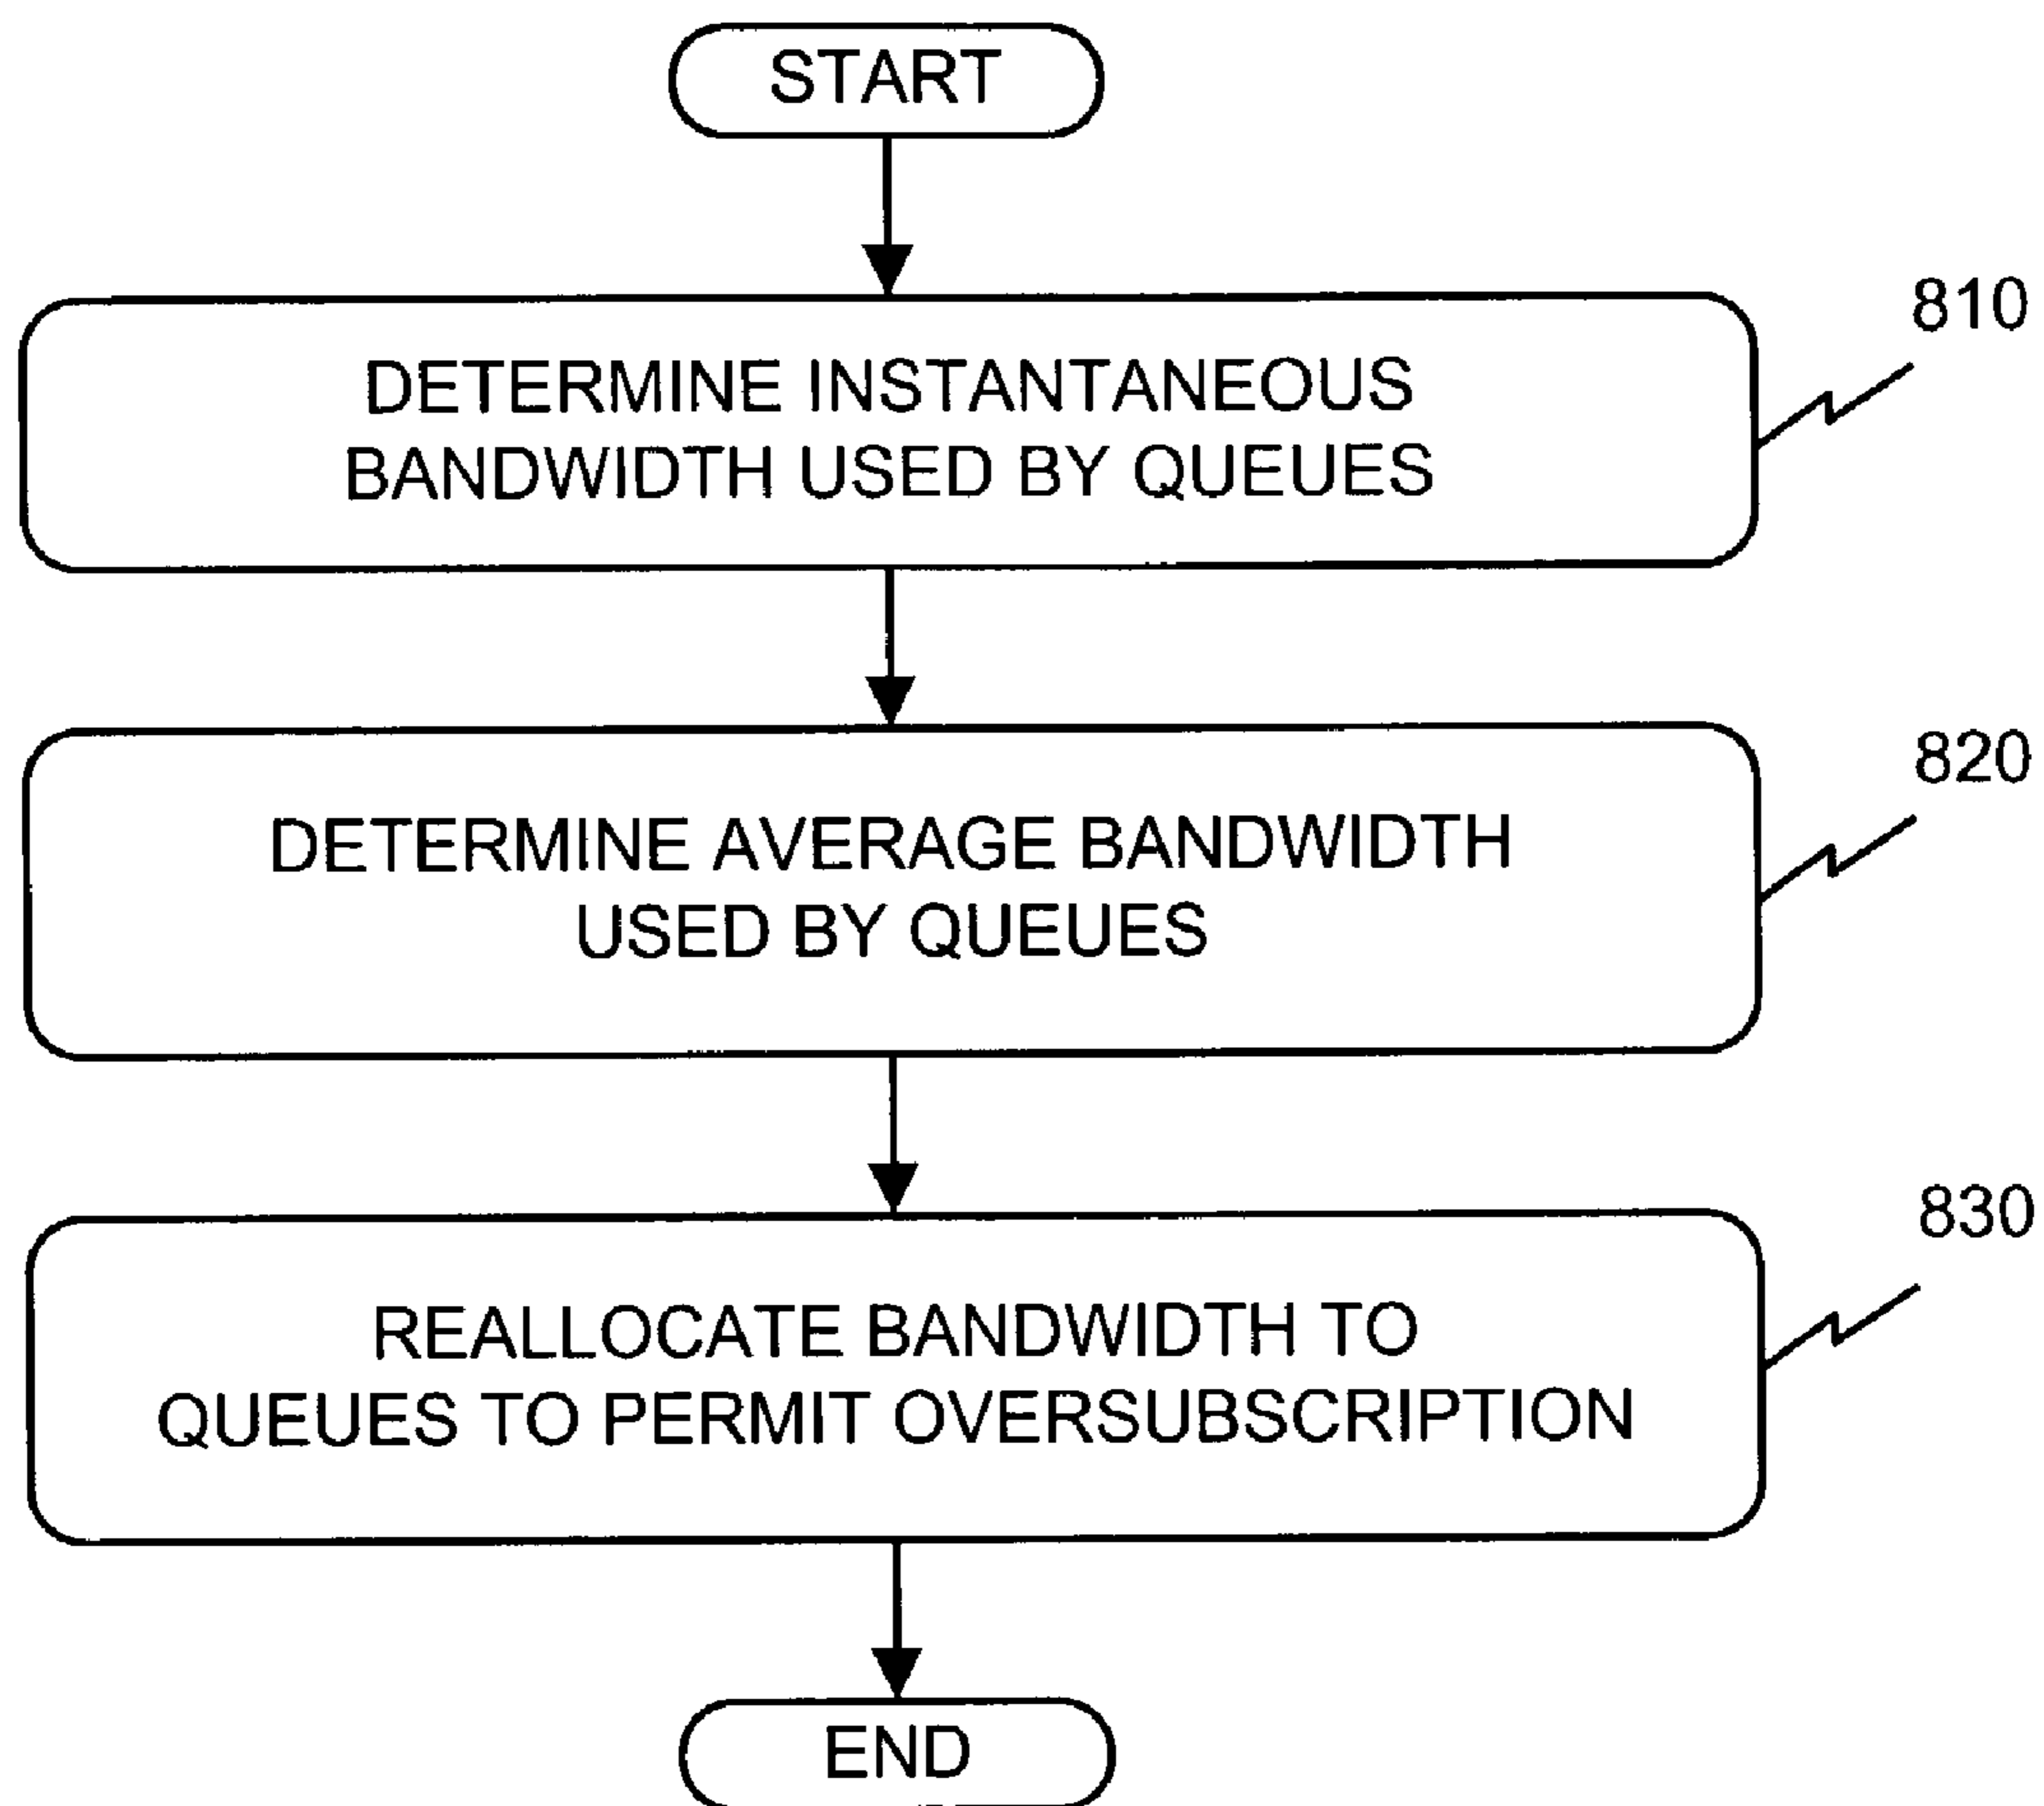 START
810
DETERMINE INSTANTANEOUS
BANDWIDTH USED BY QUEUES
820
DETERMINE AVERAGE BANDWIDTH
USED BY QUEUES
830
REALLOCATE BANDWIDTH TO
QUEUES TO PERMIT OVERSUBSCRIPTION
END